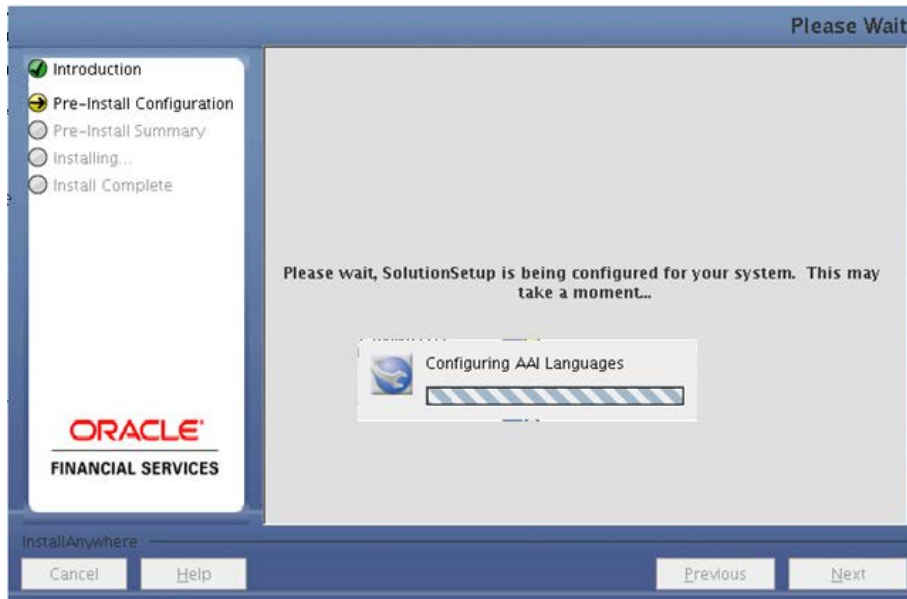 Please Wait
Introduction
Pre-Install Configuration
Pre-Install Summary
Installing...
Install Complete
Please wait, SolutionSetup is being configured for your system. This may
take a moment...
Configuring AAI Languages
ORACLE
FINANCIAL SERVICES
InstallAnywhere
Cancel
Help
Previous
Next